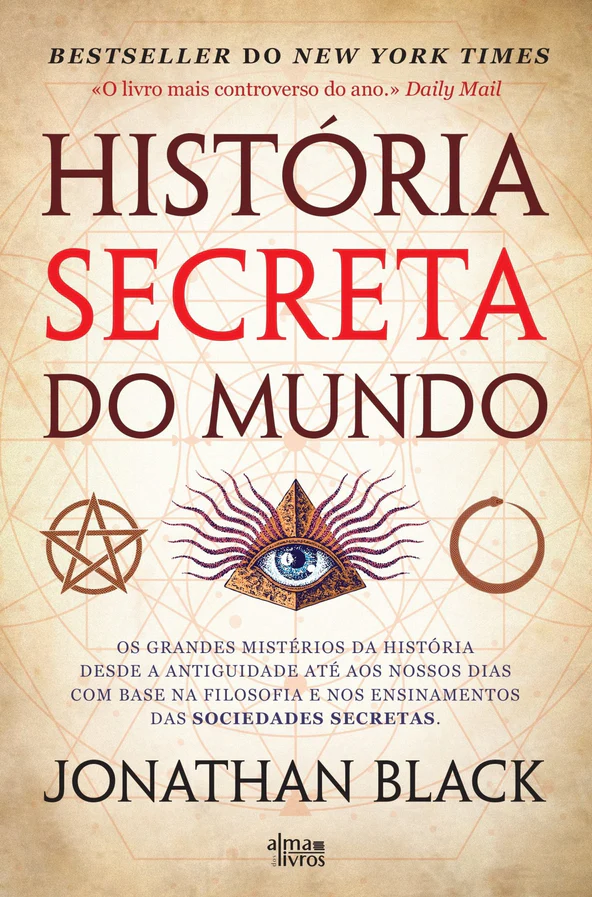 BESTSELLER DO NEW YORK TIMES
«O livro mais controverso do ano.» Daily Mail
HISTÓRIA
SECRETA
DO MUNDO
OS GRANDES MISTÉRIOS DA HISTÓRIA
DESDE A ANTIGUIDADE ATÉ AOS NOSSOS DIAS
COM BASE NA FILOSOFIA E NOS ENSINAMENTOS
DAS SOCIEDADES SECRETAS.
JONATHAN BLACK
alma
dos livros